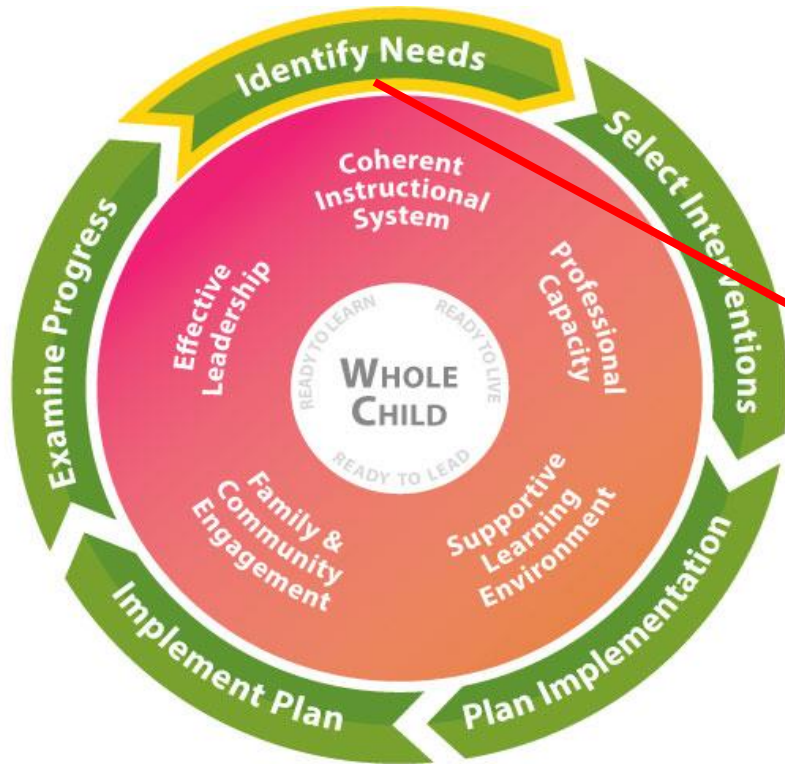 Identify Needs
Select Interventions
Plan Implementation
Implement Plan
Examine Progress
Coherent
Instructional
System
Professional
Capacity
Supportive
Learning
Environment
Family &
Community
Engagement
Effective
Leadership
READY TO LEARN
READY TO LIVE
READY TO LEAD
WHOLE
CHILD